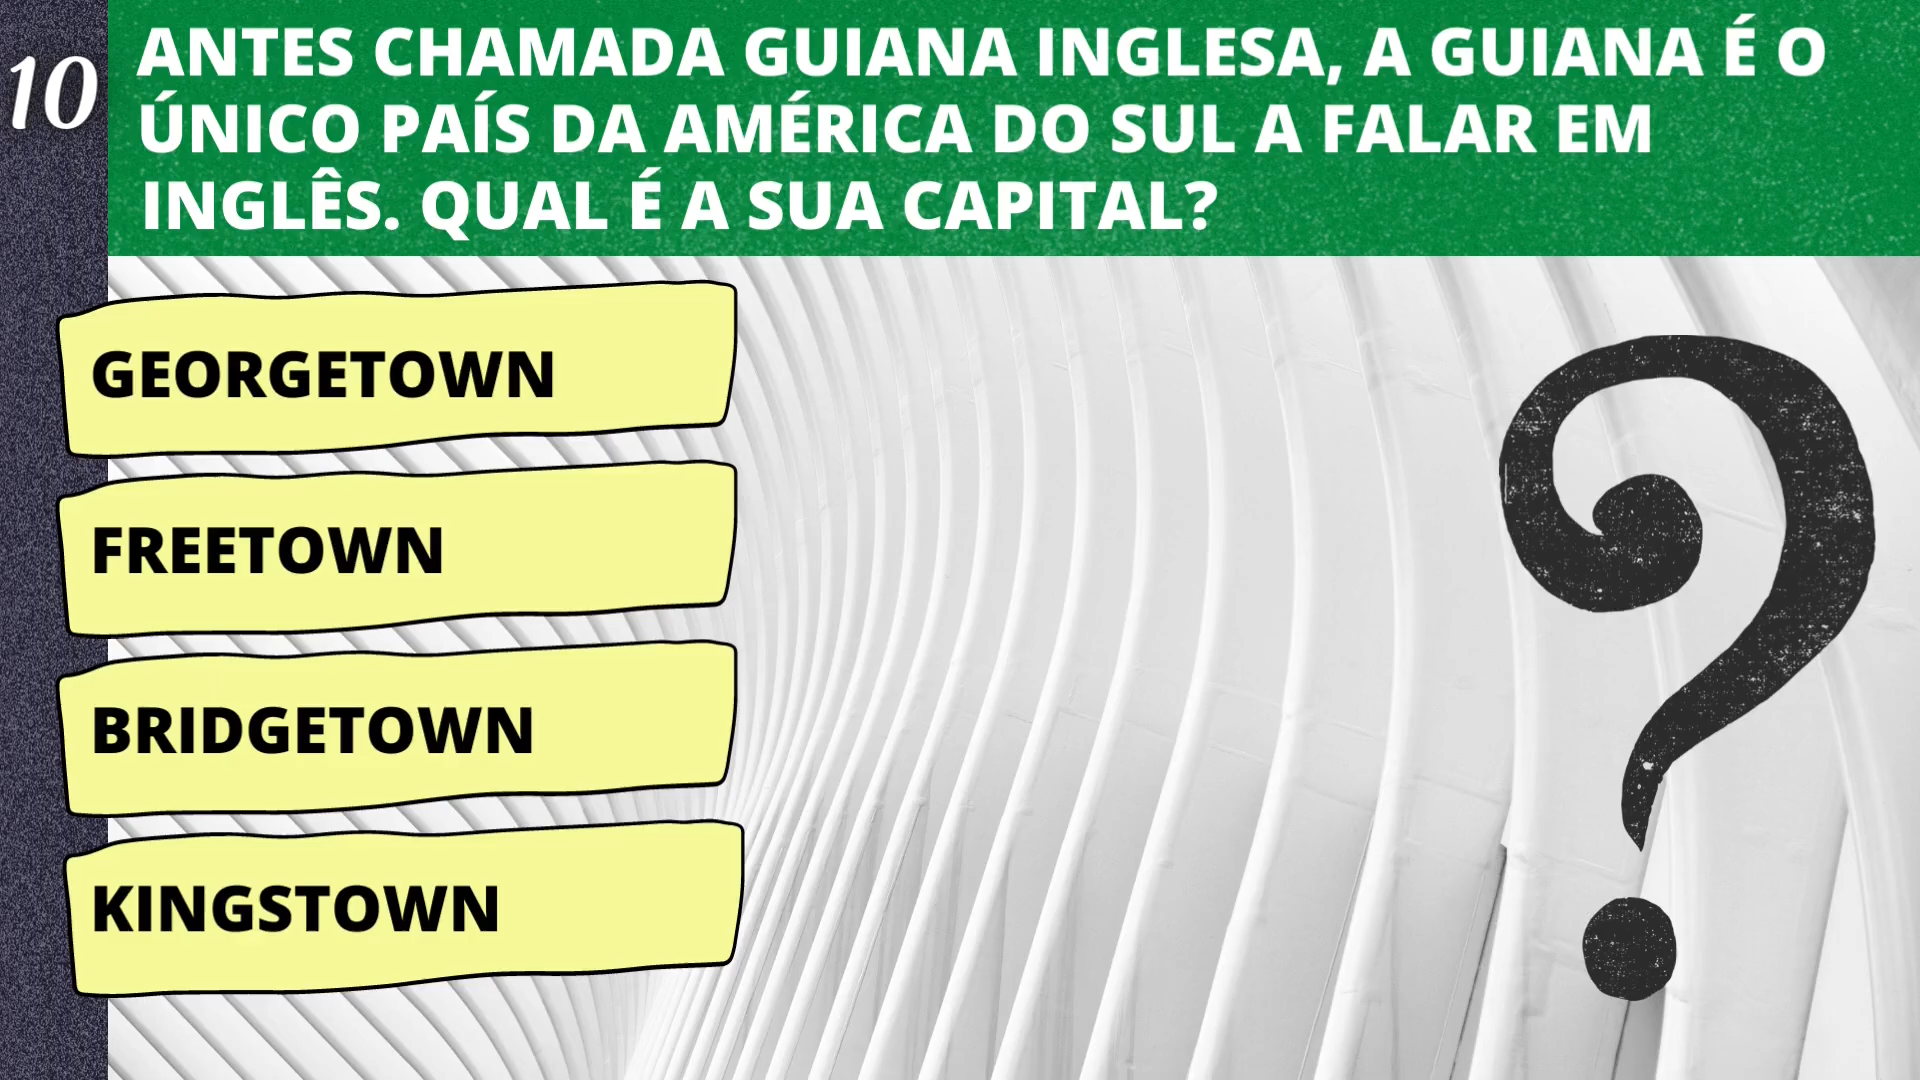 10
ANTES CHAMADA GUIANA INGLESA, A GUIANA É O
ÚNICO PAÍS DA AMÉRICA DO SUL A FALAR EM
INGLÊS. QUAL É A SUA CAPITAL?
GEORGETOWN
FREETOWN
BRIDGETOWN
KINGSTOWN
?